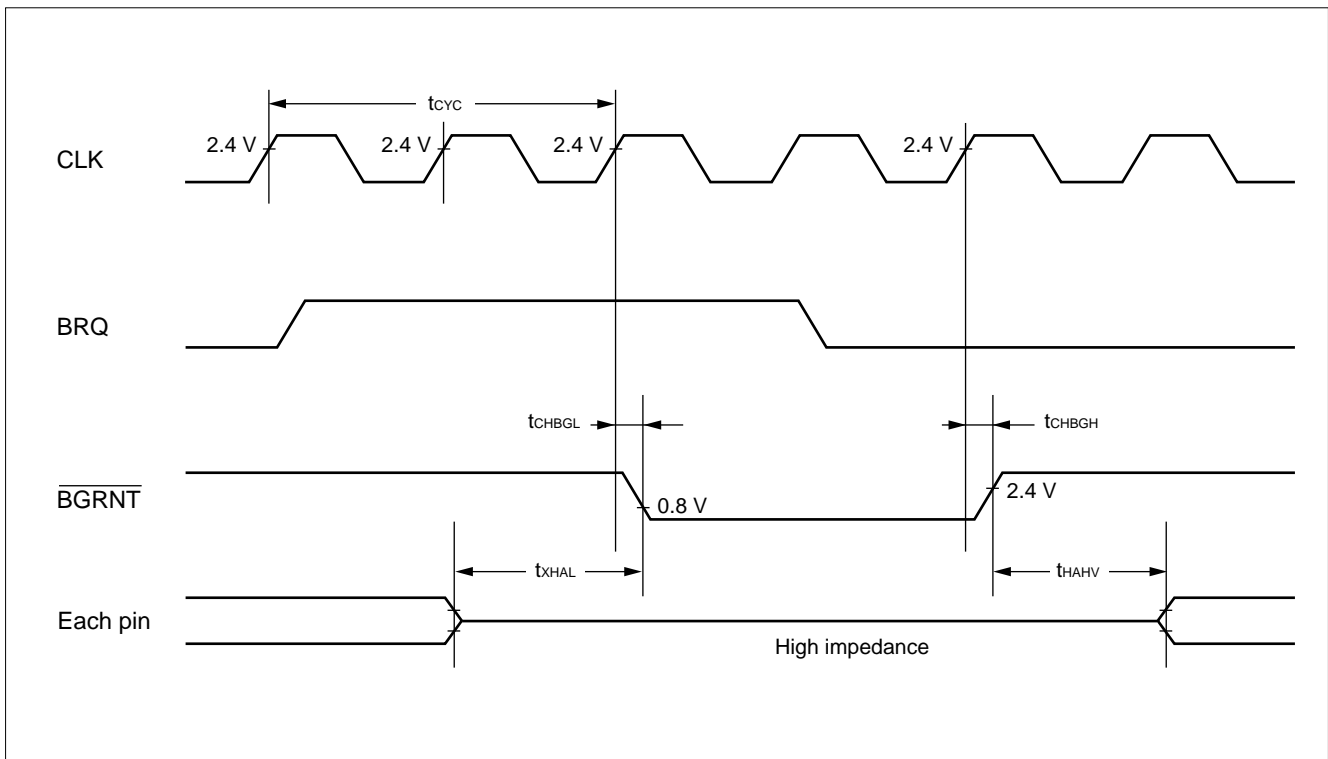 tCYC
CLK
2.4 V
2.4 V
2.4 V
2.4 V
BRQ
tCHBGL
tCHBGH
BGRNT
0.8 V
2.4 V
tXHAL
tHAHV
Each pin
High impedance